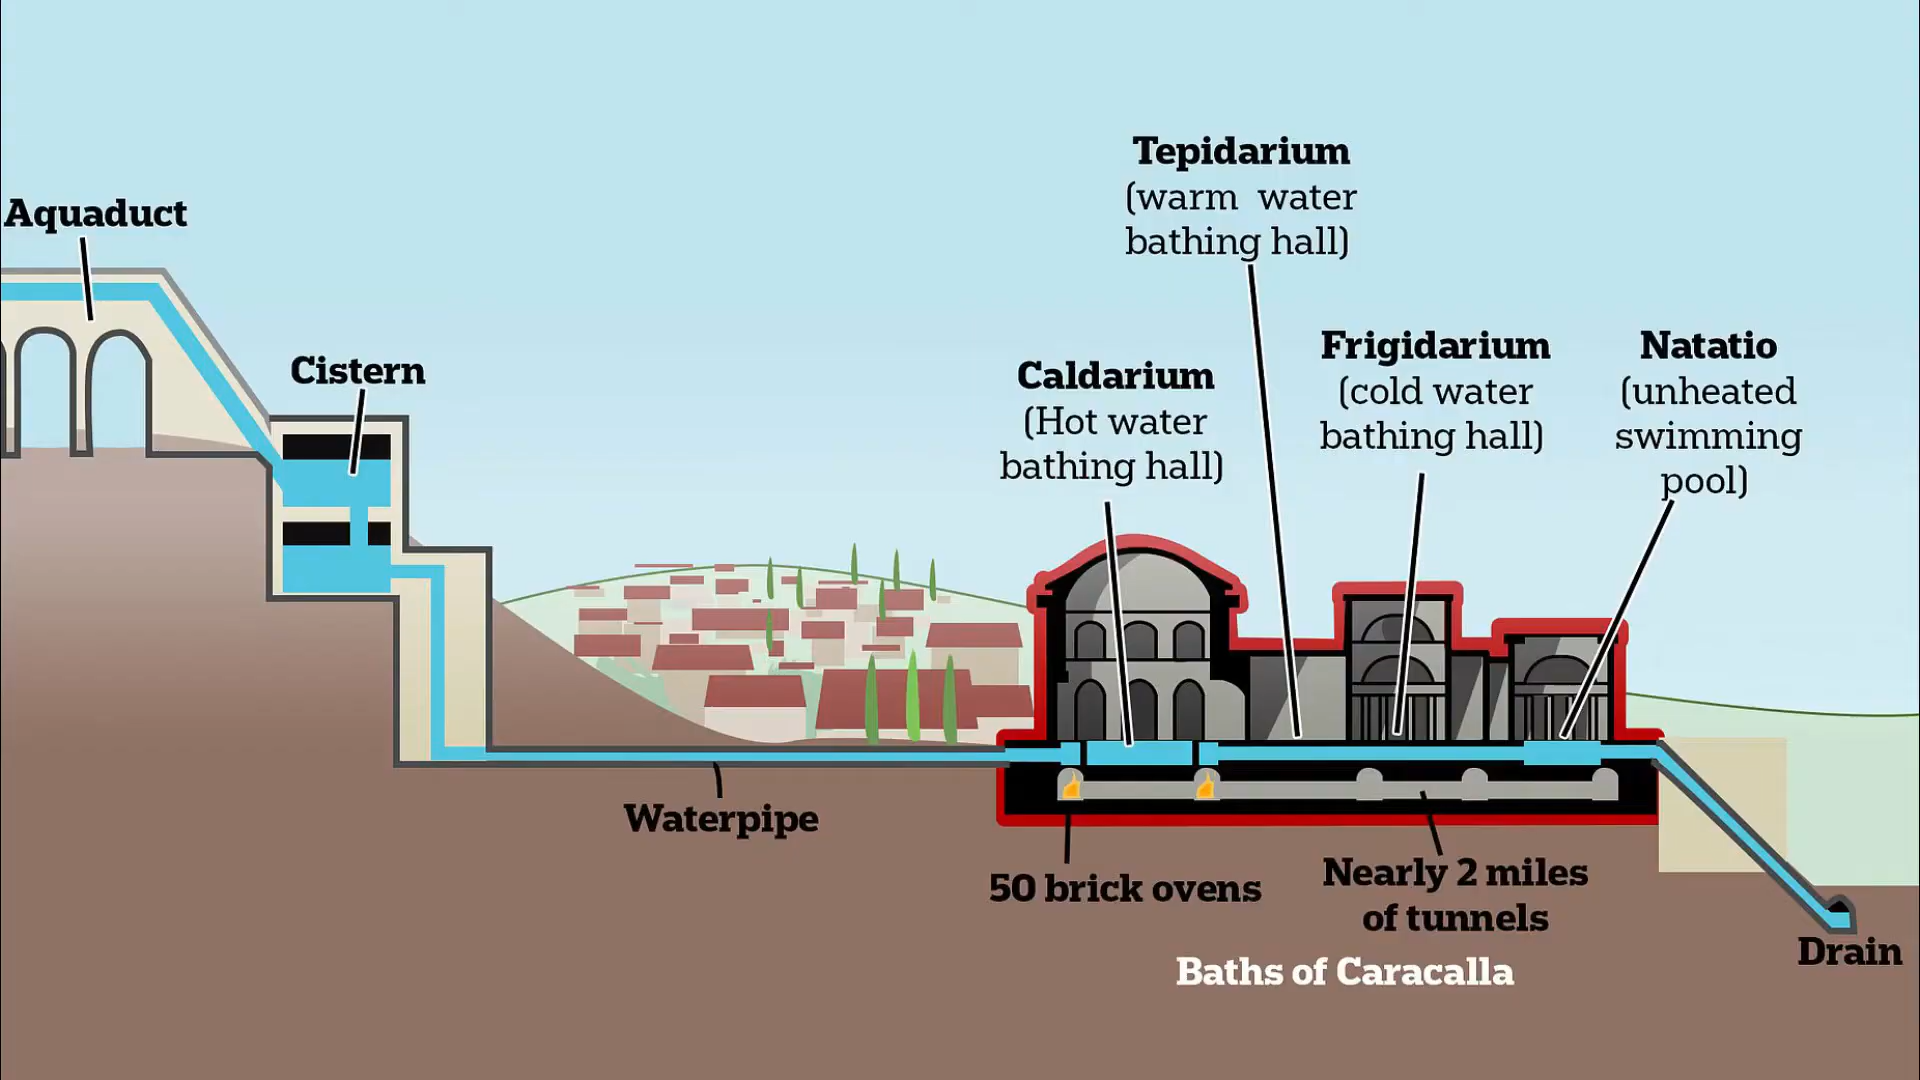 Tepidarium
(warm  water
bathing hall)
Aquaduct
Cistern
Caldarium
(Hot water
bathing hall)
Frigidarium
(cold water
bathing hall)
Natatio
(unheated
swimming
pool)
Waterpipe
50 brick ovens
Nearly 2 miles
of tunnels
Drain
Baths of Caracalla